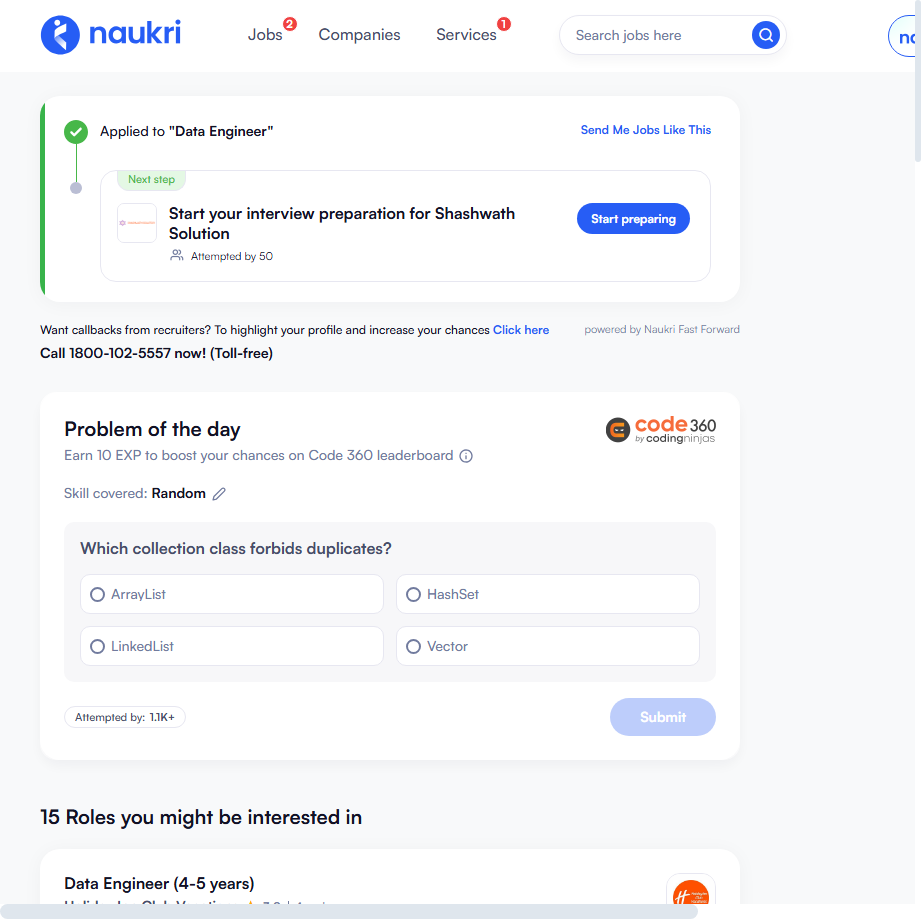 naukri
Jobs 2 Companies Services 1 Search jobs here
Applied to "Data Engineer" Send Me Jobs Like This
Next step
Start your interview preparation for Shashwath
Solution
Start preparing
Attempted by 50
Want callbacks from recruiters? To highlight your profile and increase your chances Click here powered by Naukri Fast Forward
Call 1800-102-5557 now! (Toll-free)
Problem of the day
code 360
by codingninjas
Earn 10 EXP to boost your chances on Code 360 leaderboard
Skill covered: Random
Which collection class forbids duplicates?
ArrayList HashSet
LinkedList Vector
Attempted by: 1.1K+ Submit
15 Roles you might be interested in
Data Engineer (4-5 years)